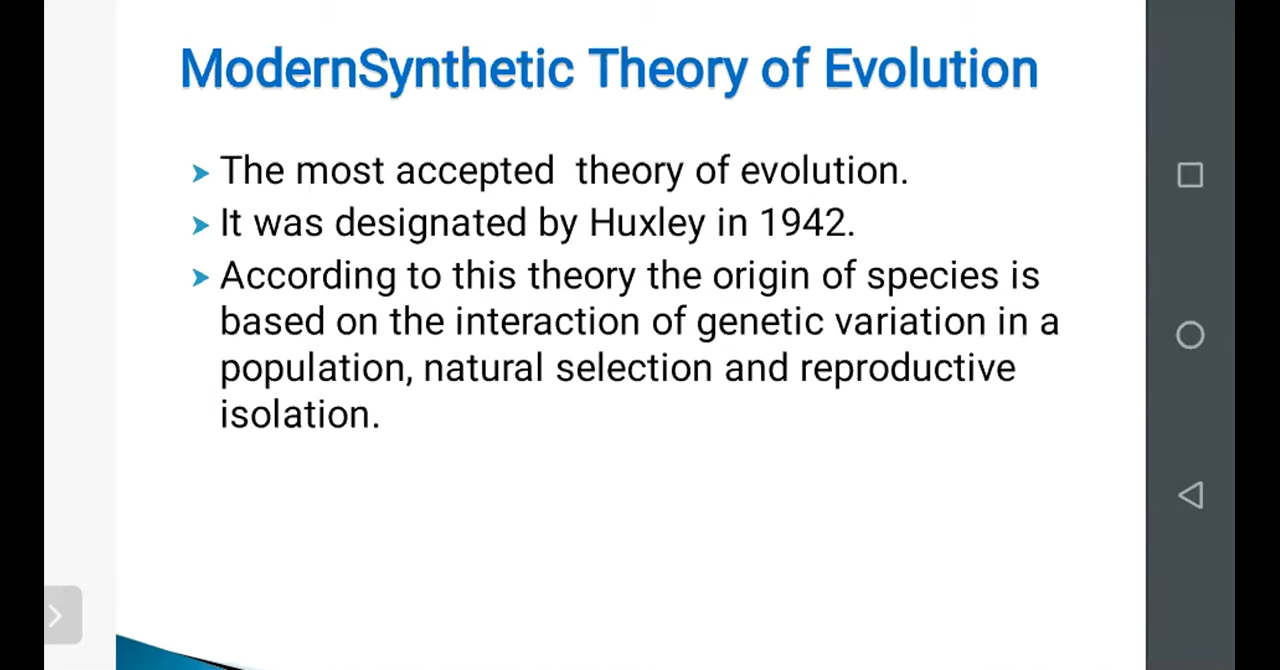 ModernSynthetic Theory of Evolution
➤ The most accepted  theory of evolution.
➤ It was designated by Huxley in 1942.
➤ According to this theory the origin of species is
based on the interaction of genetic variation in a
population, natural selection and reproductive
isolation.